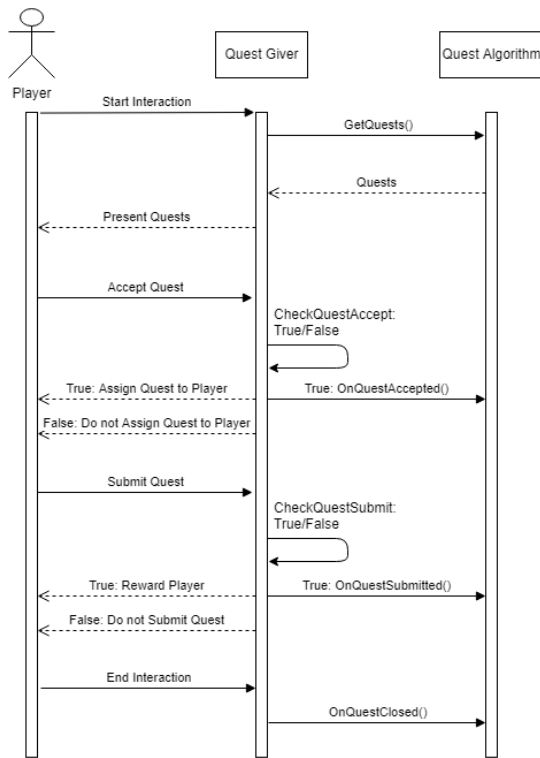 Quest Giver
Quest Algorithm
Player
Start Interaction
GetQuests()
Quests
Present Quests
Accept Quest
CheckQuestAccept:
True/False
True: Assign Quest to Player
True: OnQuestAccepted()
False: Do not Assign Quest to Player
Submit Quest
CheckQuestSubmit:
True/False
True: Reward Player
True: OnQuestSubmitted()
False: Do not Submit Quest
End Interaction
OnQuestClosed()